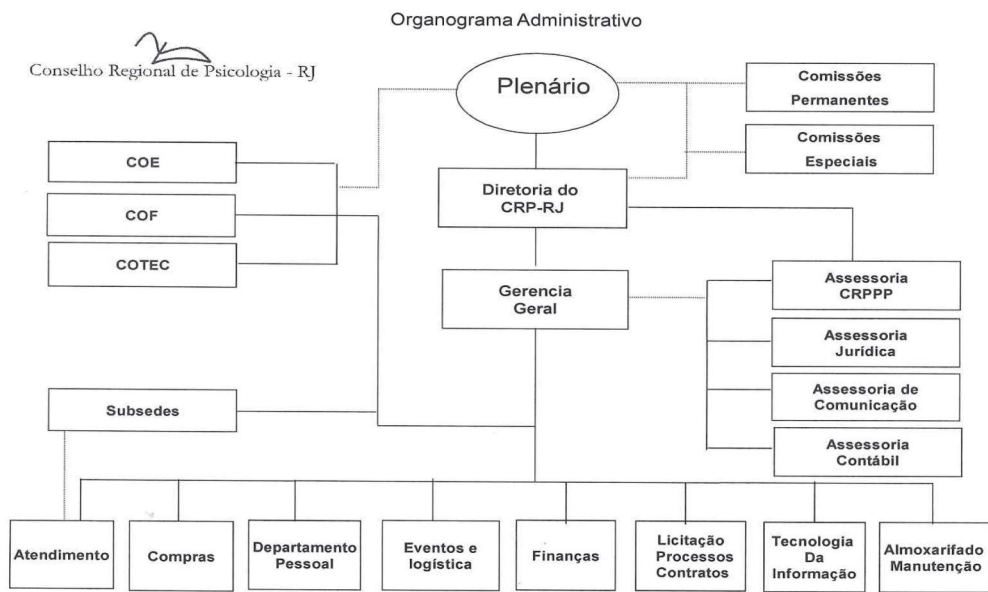 Organograma Administrativo
Conselho Regional de Psicologia - RJ
Plenário
Comissões
Permanentes
Comissões
Especiais
COE
COF
COTEC
Diretoria do
CRP-RJ
Gerencia
Geral
Assessoria
CRPPP
Assessoria
Jurídica
Assessoria de
Comunicação
Assessoria
Contábil
Subsedes
Atendimento
Compras
Departamento
Pessoal
Eventos e
logística
Finanças
Licitação
Processos
Contratos
Tecnologia
Da
Informação
Almoxarifado
Manutenção